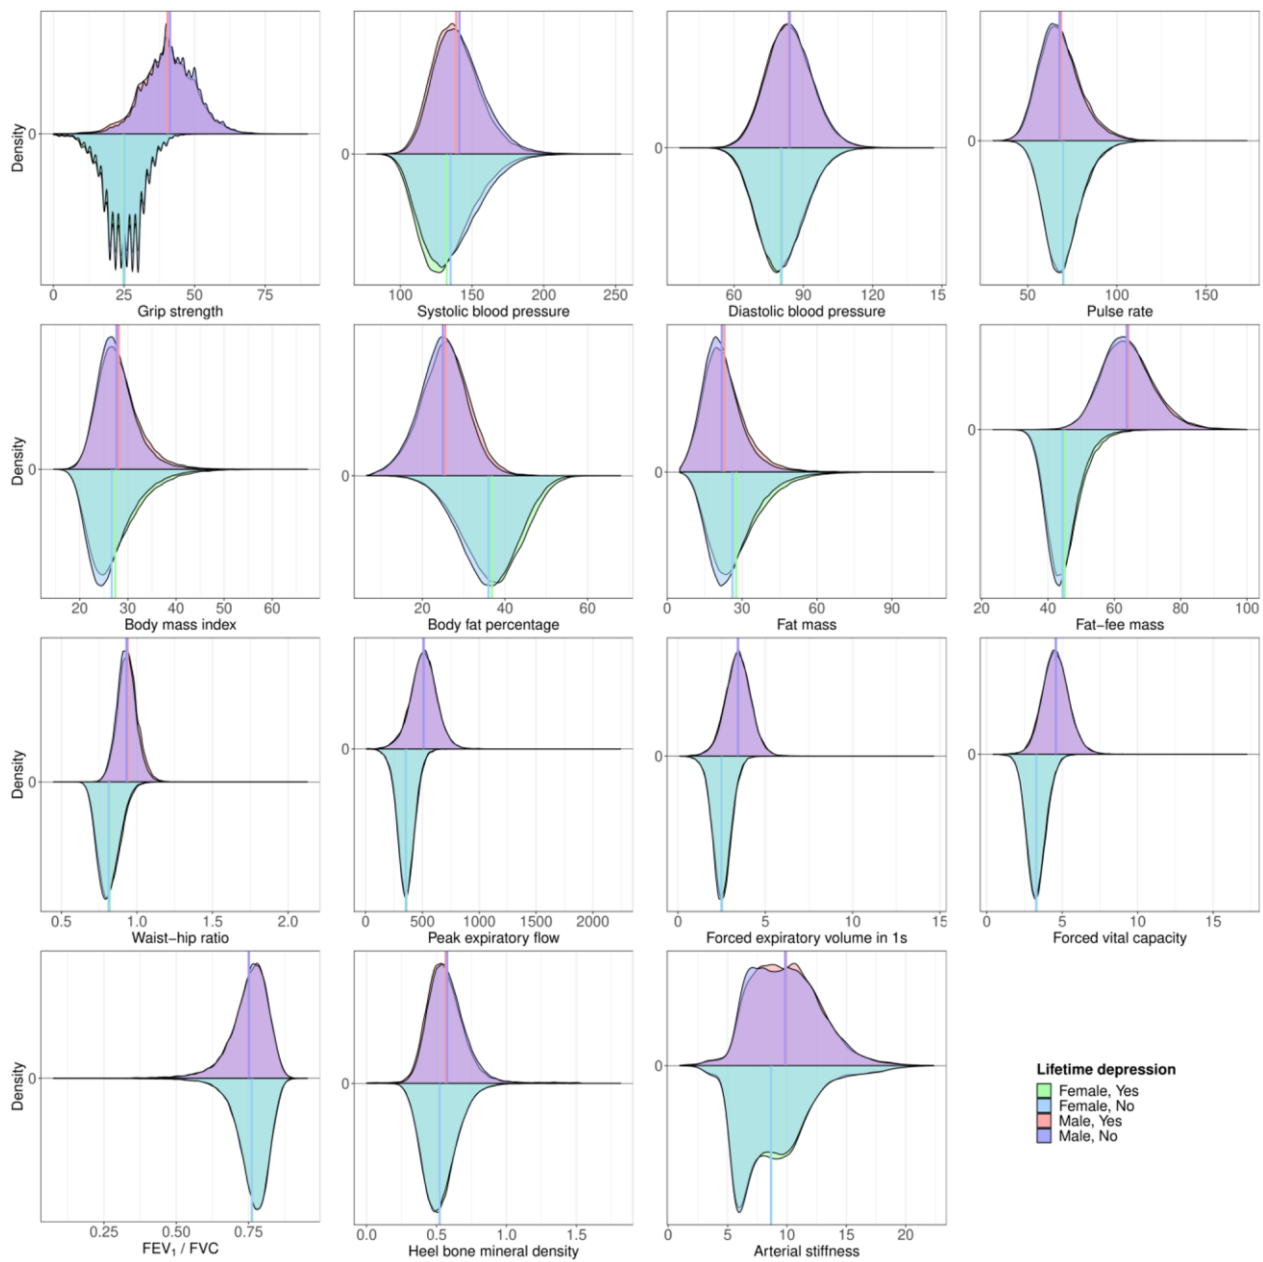 Density
0
0
0
0
0 25 50 75
100 150 200 250
60 90 120 15
50 100 150
Grip strength
Systolic blood pressure
Diastolic blood pressure
Pulse rate
Density
0
0
0
0
20 30 40 50 60
20 40 60
0 30 60 90
20 40 60 80 100
Body mass index
Body fat percentage
Fat mass
Fat−fee mass
Density
0
0
0
0
0.5 1.0 1.5 2.0
0 500 1000 1500 2000
0 5 10 15
0 5 10 15
Waist−hip ratio
Peak expiratory flow
Forced expiratory volume in 1s
Forced vital capacity
Density
0
0
0
0.25 0.50 0.75
0.0 0.5 1.0 1.5
0 5 10 15 20
FEV1 / FVC
Heel bone mineral density
Arterial stiffness
Lifetime depression
Female, Yes
Female, No
Male, Yes
Male, No